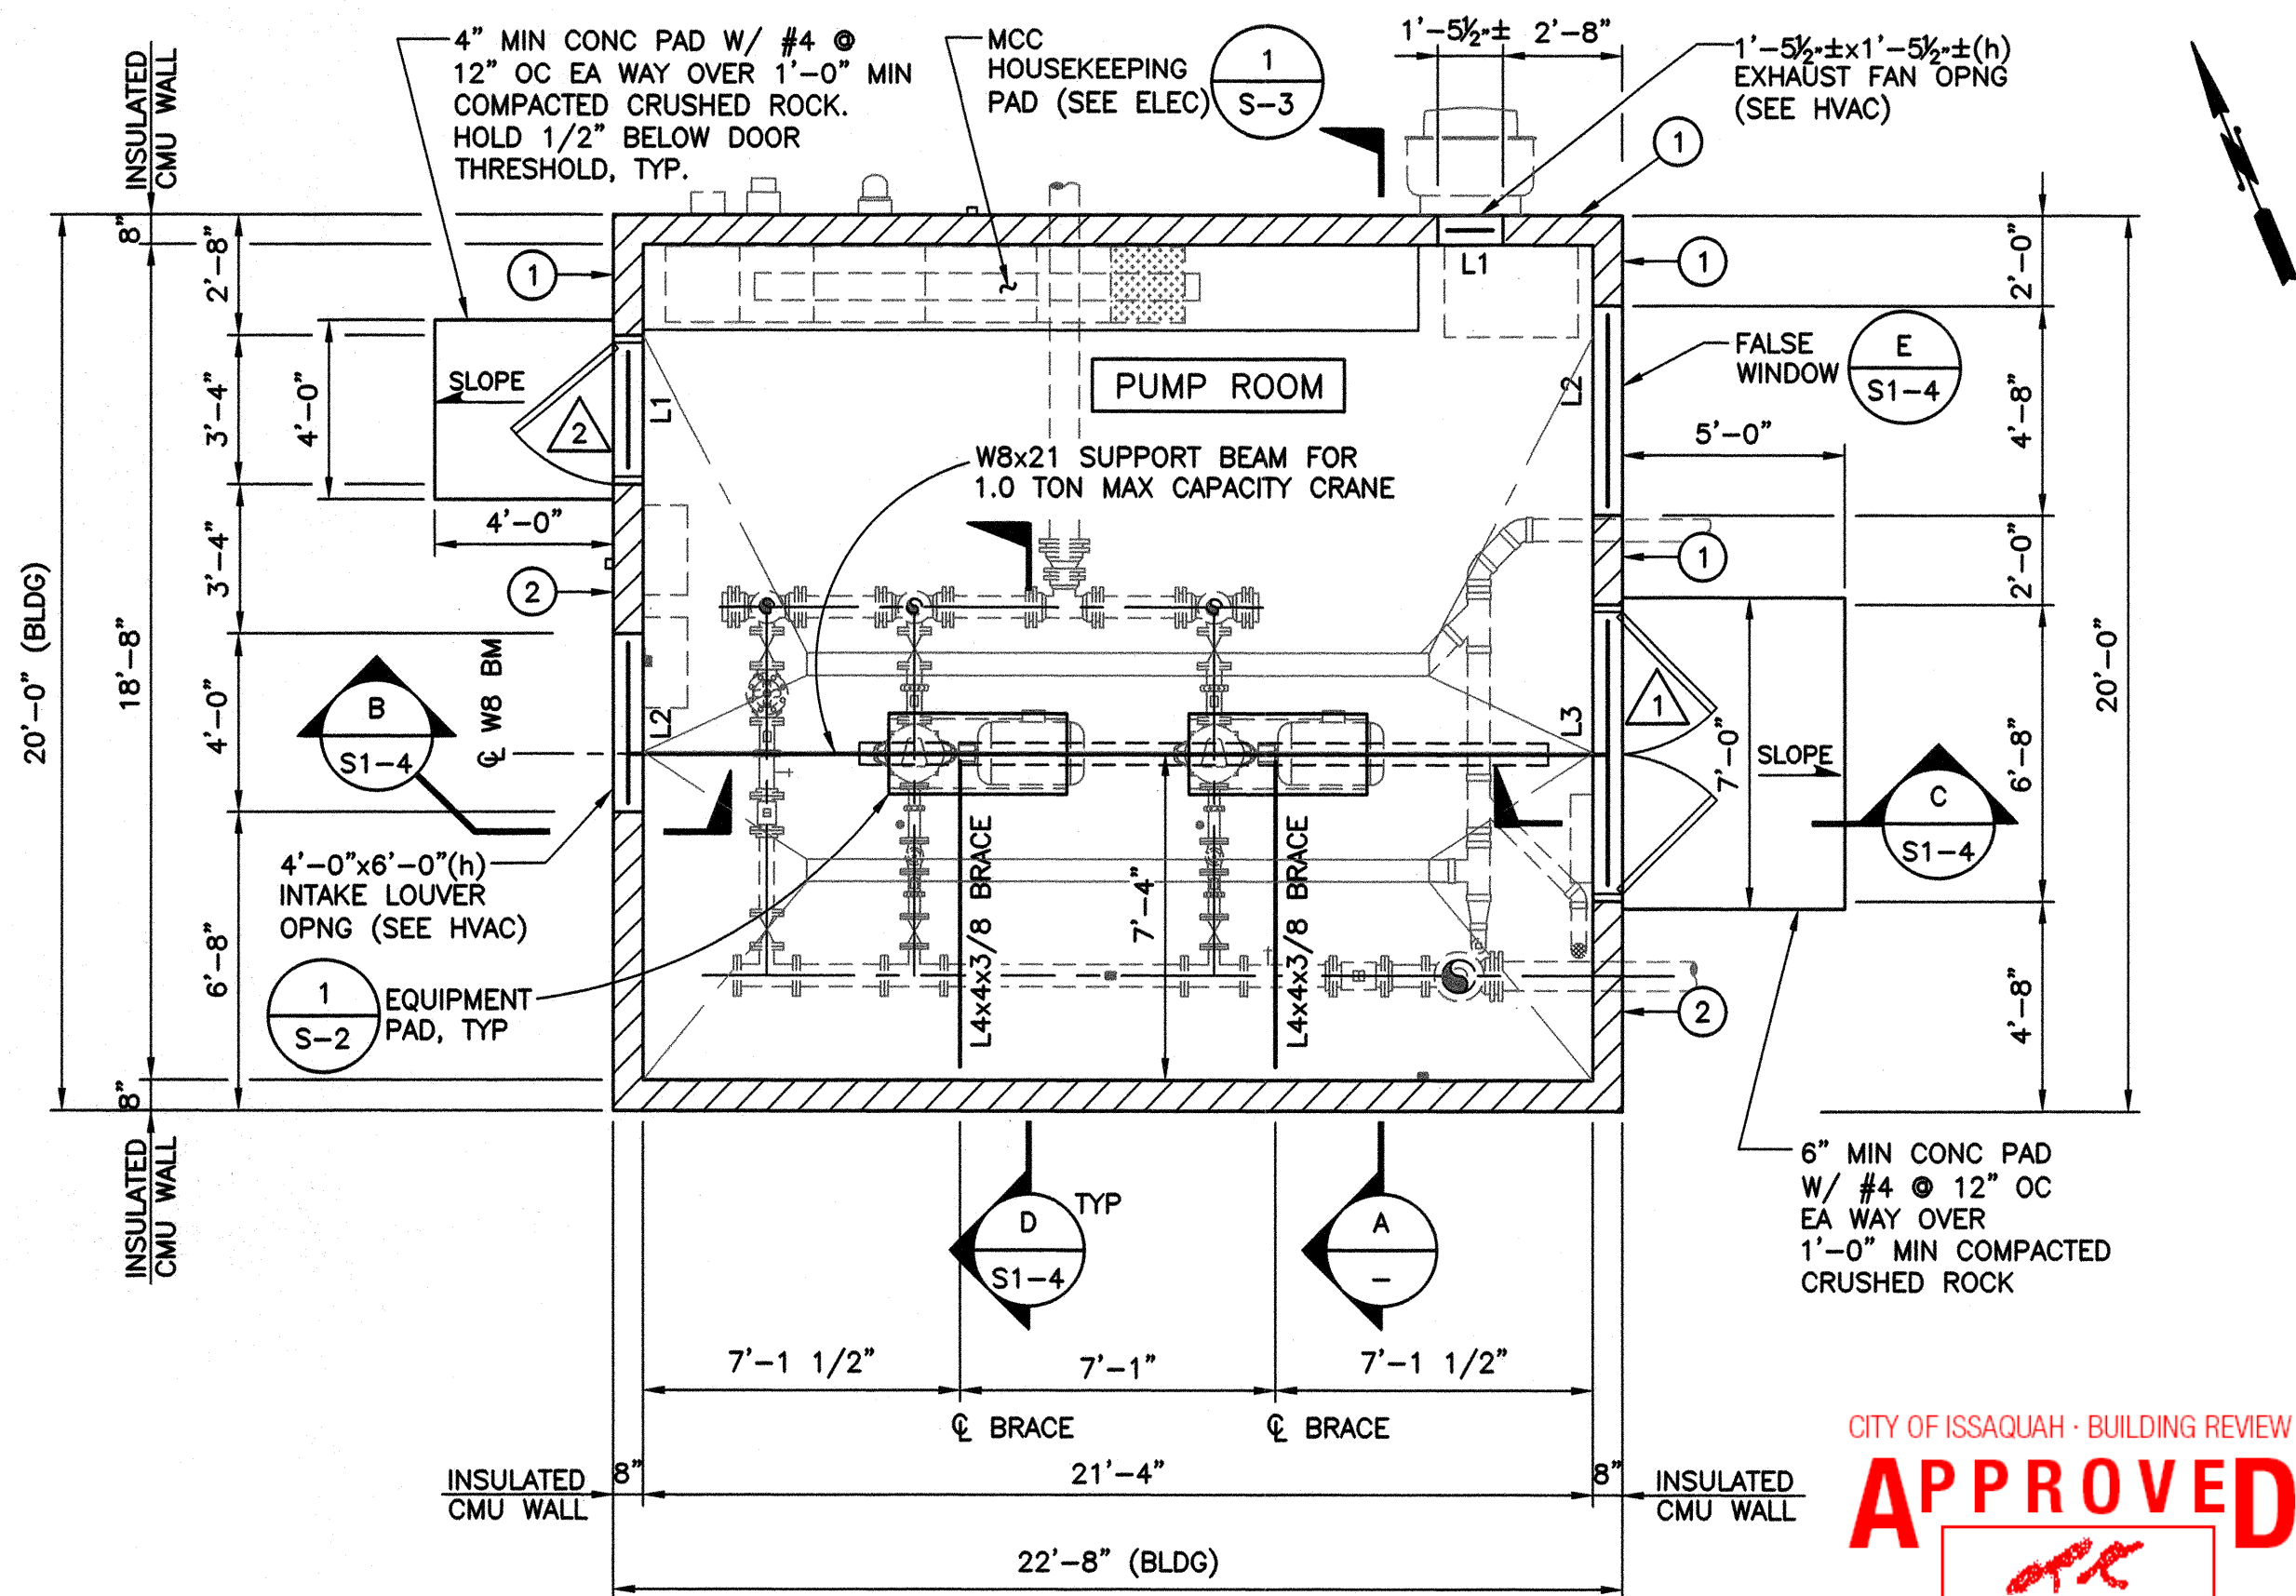 4" MIN CONC PAD W/ #4 @
12" OC EA WAY OVER 1'-0" MIN
COMPACTED CRUSHED ROCK.
HOLD 1/2" BELOW DOOR
THRESHOLD, TYP.
MCC
HOUSEKEEPING
PAD (SEE ELEC)
1
S-3
1'-5½"±
2'-8"
1'-5½"±x1'-5½"±(h)
EXHAUST FAN OPNG
(SEE HVAC)
1
INSULATED
CMU WALL
8"
2'-8"
1
L1
1
2'-0"
FALSE
WINDOW
E
S1-4
L2
4'-8"
5'-0"
PUMP ROOM
SLOPE
2
L1
3'-4"
4'-0"
4'-0"
W8x21 SUPPORT BEAM FOR
1.0 TON MAX CAPACITY CRANE
3'-4"
2
1
2'-0"
20'-0" (BLDG)
18'-8"
20'-0"
B
S1-4
4'-0"
℄ W8 BM
L2
L3
1
7'-0"
SLOPE
6'-8"
C
S1-4
4'-0"x6'-0"(h)
INTAKE LOUVER
OPNG (SEE HVAC)
6'-8"
1
S-2
EQUIPMENT
PAD, TYP
L4x4x3/8 BRACE
7'-4"
L4x4x3/8 BRACE
2
4'-8"
8"
INSULATED
CMU WALL
6" MIN CONC PAD
W/ #4 @ 12" OC
EA WAY OVER
1'-0" MIN COMPACTED
CRUSHED ROCK
D
S1-4
TYP
A
-
7'-1 1/2"
7'-1"
7'-1 1/2"
℄ BRACE
℄ BRACE
INSULATED
CMU WALL
8"
21'-4"
8"
INSULATED
CMU WALL
22'-8" (BLDG)
CITY OF ISSAQUAH · BUILDING REVIEW
APPROVED